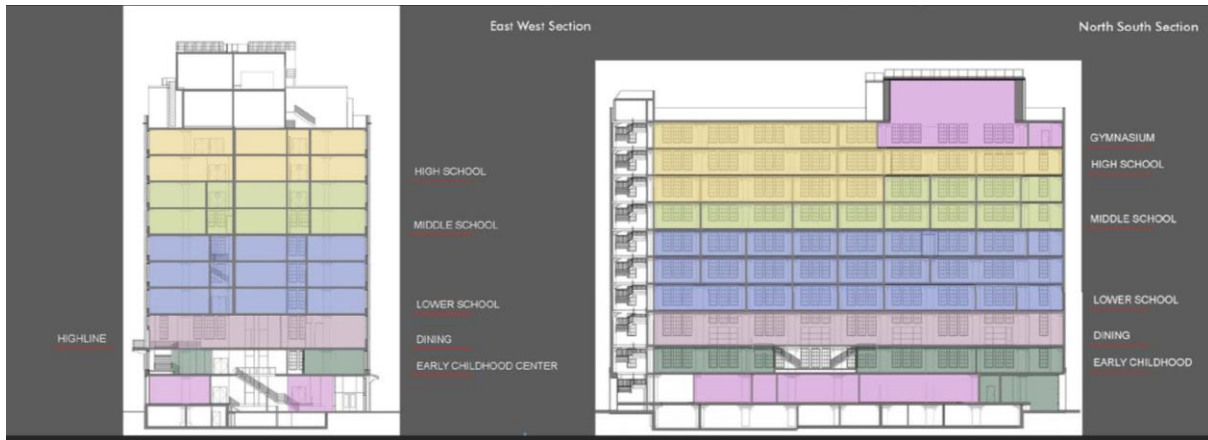 East West Section
North South Section
HIGHLINE
HIGH SCHOOL
MIDDLE SCHOOL
LOWER SCHOOL
DINING
EARLY CHILDHOOD CENTER
GYMNASIUM
HIGH SCHOOL
MIDDLE SCHOOL
LOWER SCHOOL
DINING
EARLY CHILDHOOD